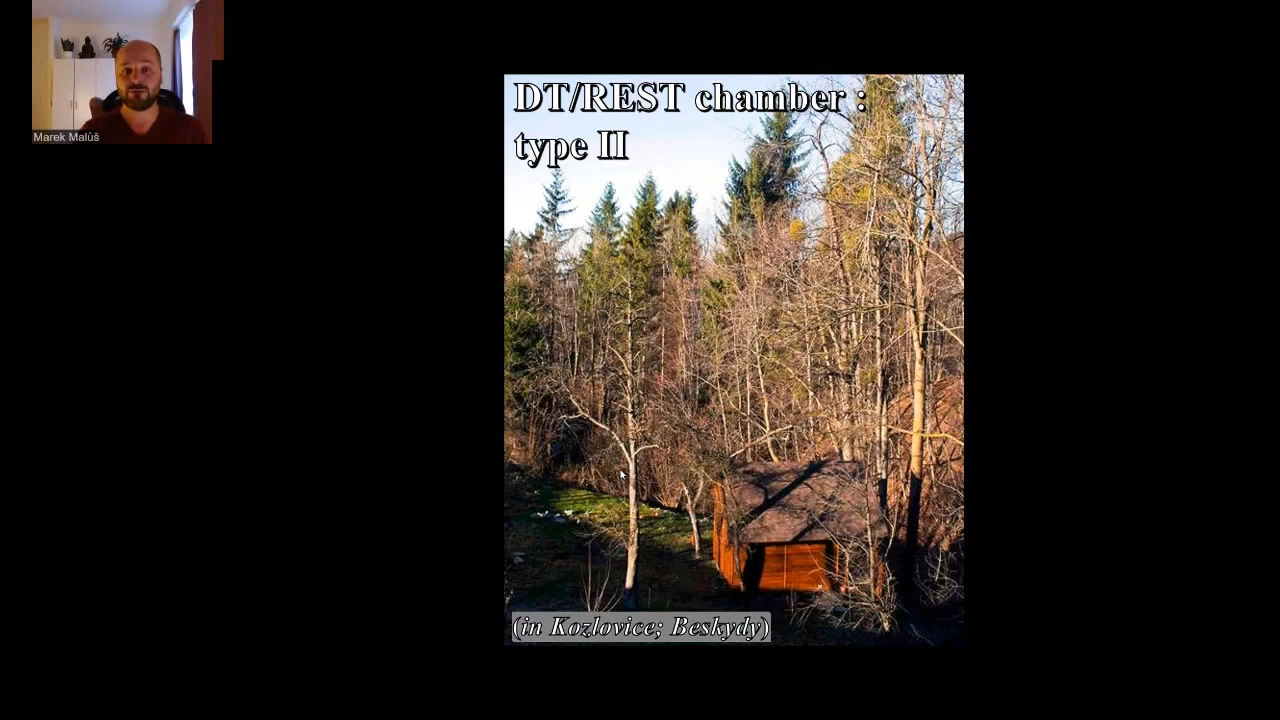 DT/REST chamber :
type II
Marek Malůš
(in Kozlovice; Beskydy)